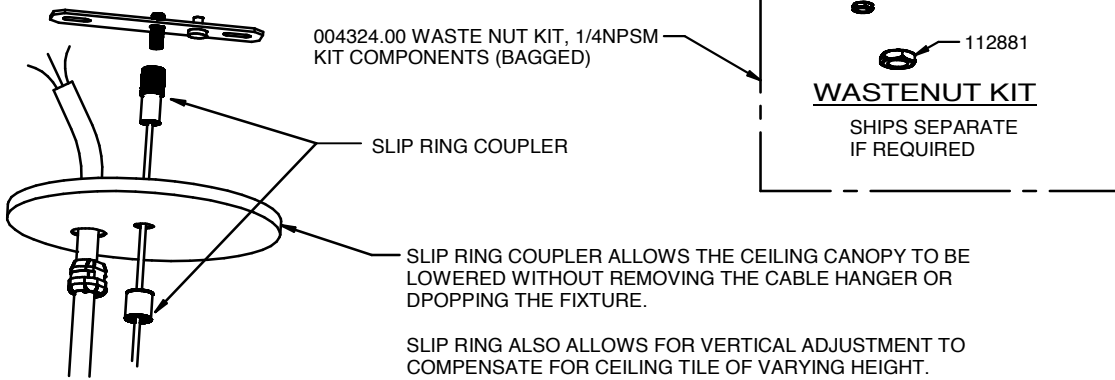 004324.00 WASTE NUT KIT, 1/4NPSM
KIT COMPONENTS (BAGGED)
112881
WASTENUT KIT
SHIPS SEPARATE
IF REQUIRED
SLIP RING COUPLER
SLIP RING COUPLER ALLOWS THE CEILING CANOPY TO BE
LOWERED WITHOUT REMOVING THE CABLE HANGER OR
DPOPPING THE FIXTURE.
SLIP RING ALSO ALLOWS FOR VERTICAL ADJUSTMENT TO
COMPENSATE FOR CEILING TILE OF VARYING HEIGHT.